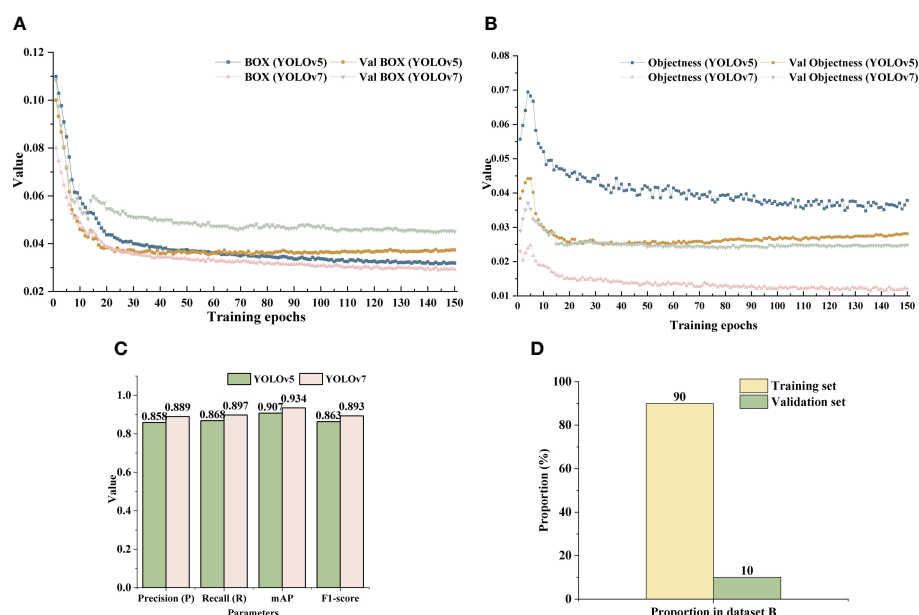 A
BOX (YOLOv5) Val BOX (YOLOv5)
BOX (YOLOv7) Val BOX (YOLOv7)
Value
0.12
0.10
0.08
0.06
0.04
0.02
0 10 20 30 40 50 60 70 80 90 100 110 120 130 140 150
Training epochs
B
Objectness (YOLOv5) Val Objectness (YOLOv5)
Objectness (YOLOv7) Val Objectness (YOLOv7)
Value
0.08
0.07
0.06
0.05
0.04
0.03
0.02
0.01
0 10 20 30 40 50 60 70 80 90 100 110 120 130 140 150
Training epochs
C
YOLOv5 YOLOv7
Value
1.0
0.8
0.6
0.4
0.2
0.0
0.858 0.889 0.868 0.897 0.907 0.934 0.863 0.893
Precision (P) Recall (R) mAP F1-score
Parameters
D
Training set
Validation set
Proportion (%)
100
80
60
40
20
0
90
10
Proportion in dataset B